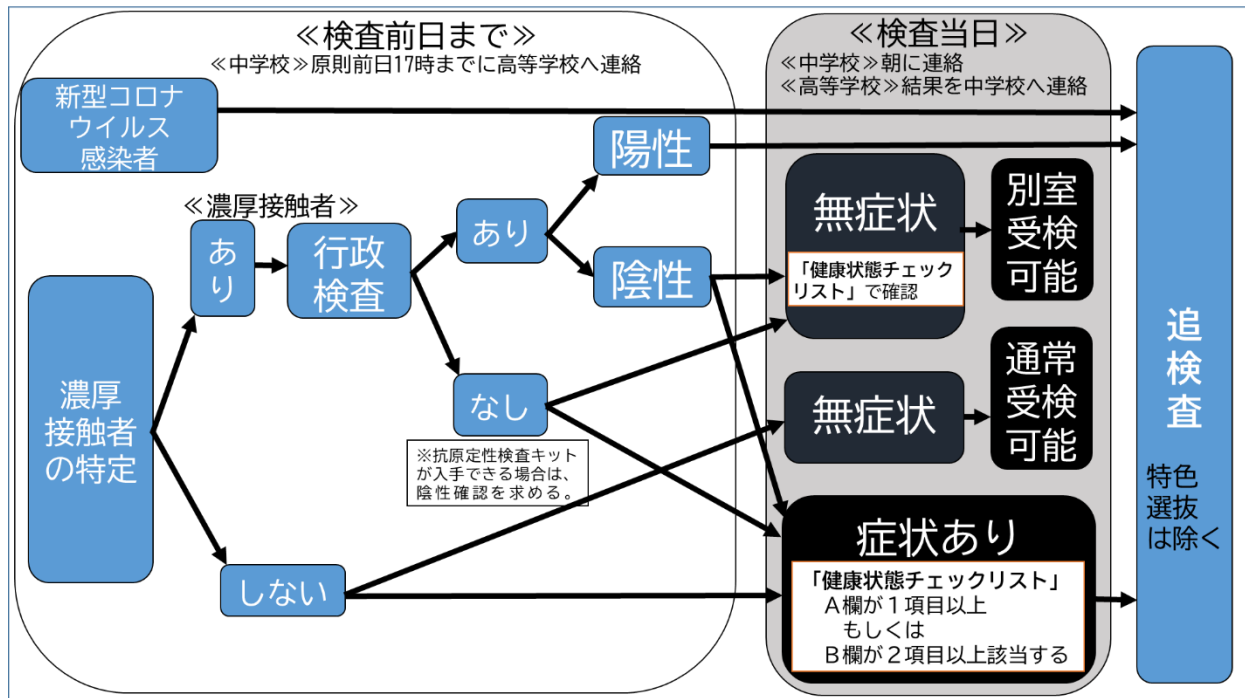 ≪検査前日まで≫
≪中学校≫原則前日17時までに高等学校へ連絡
新型コロナ
ウイルス
感染者
≪濃厚接触者≫
あり
行政
検査
あり
陽性
陰性
なし
※抗原定性検査キット
が入手できる場合は、
陰性確認を求める。
濃厚
接触者
の特定
しない
≪検査当日≫
≪中学校≫朝に連絡
≪高等学校≫結果を中学校へ連絡
無症状
「健康状態チェック
リスト」で確認
別室
受検
可能
無症状
通常
受検
可能
症状あり
「健康状態チェックリスト」
Ａ欄が１項目以上
もしくは
Ｂ欄が２項目以上該当する
追検査
特色
選抜
は除く